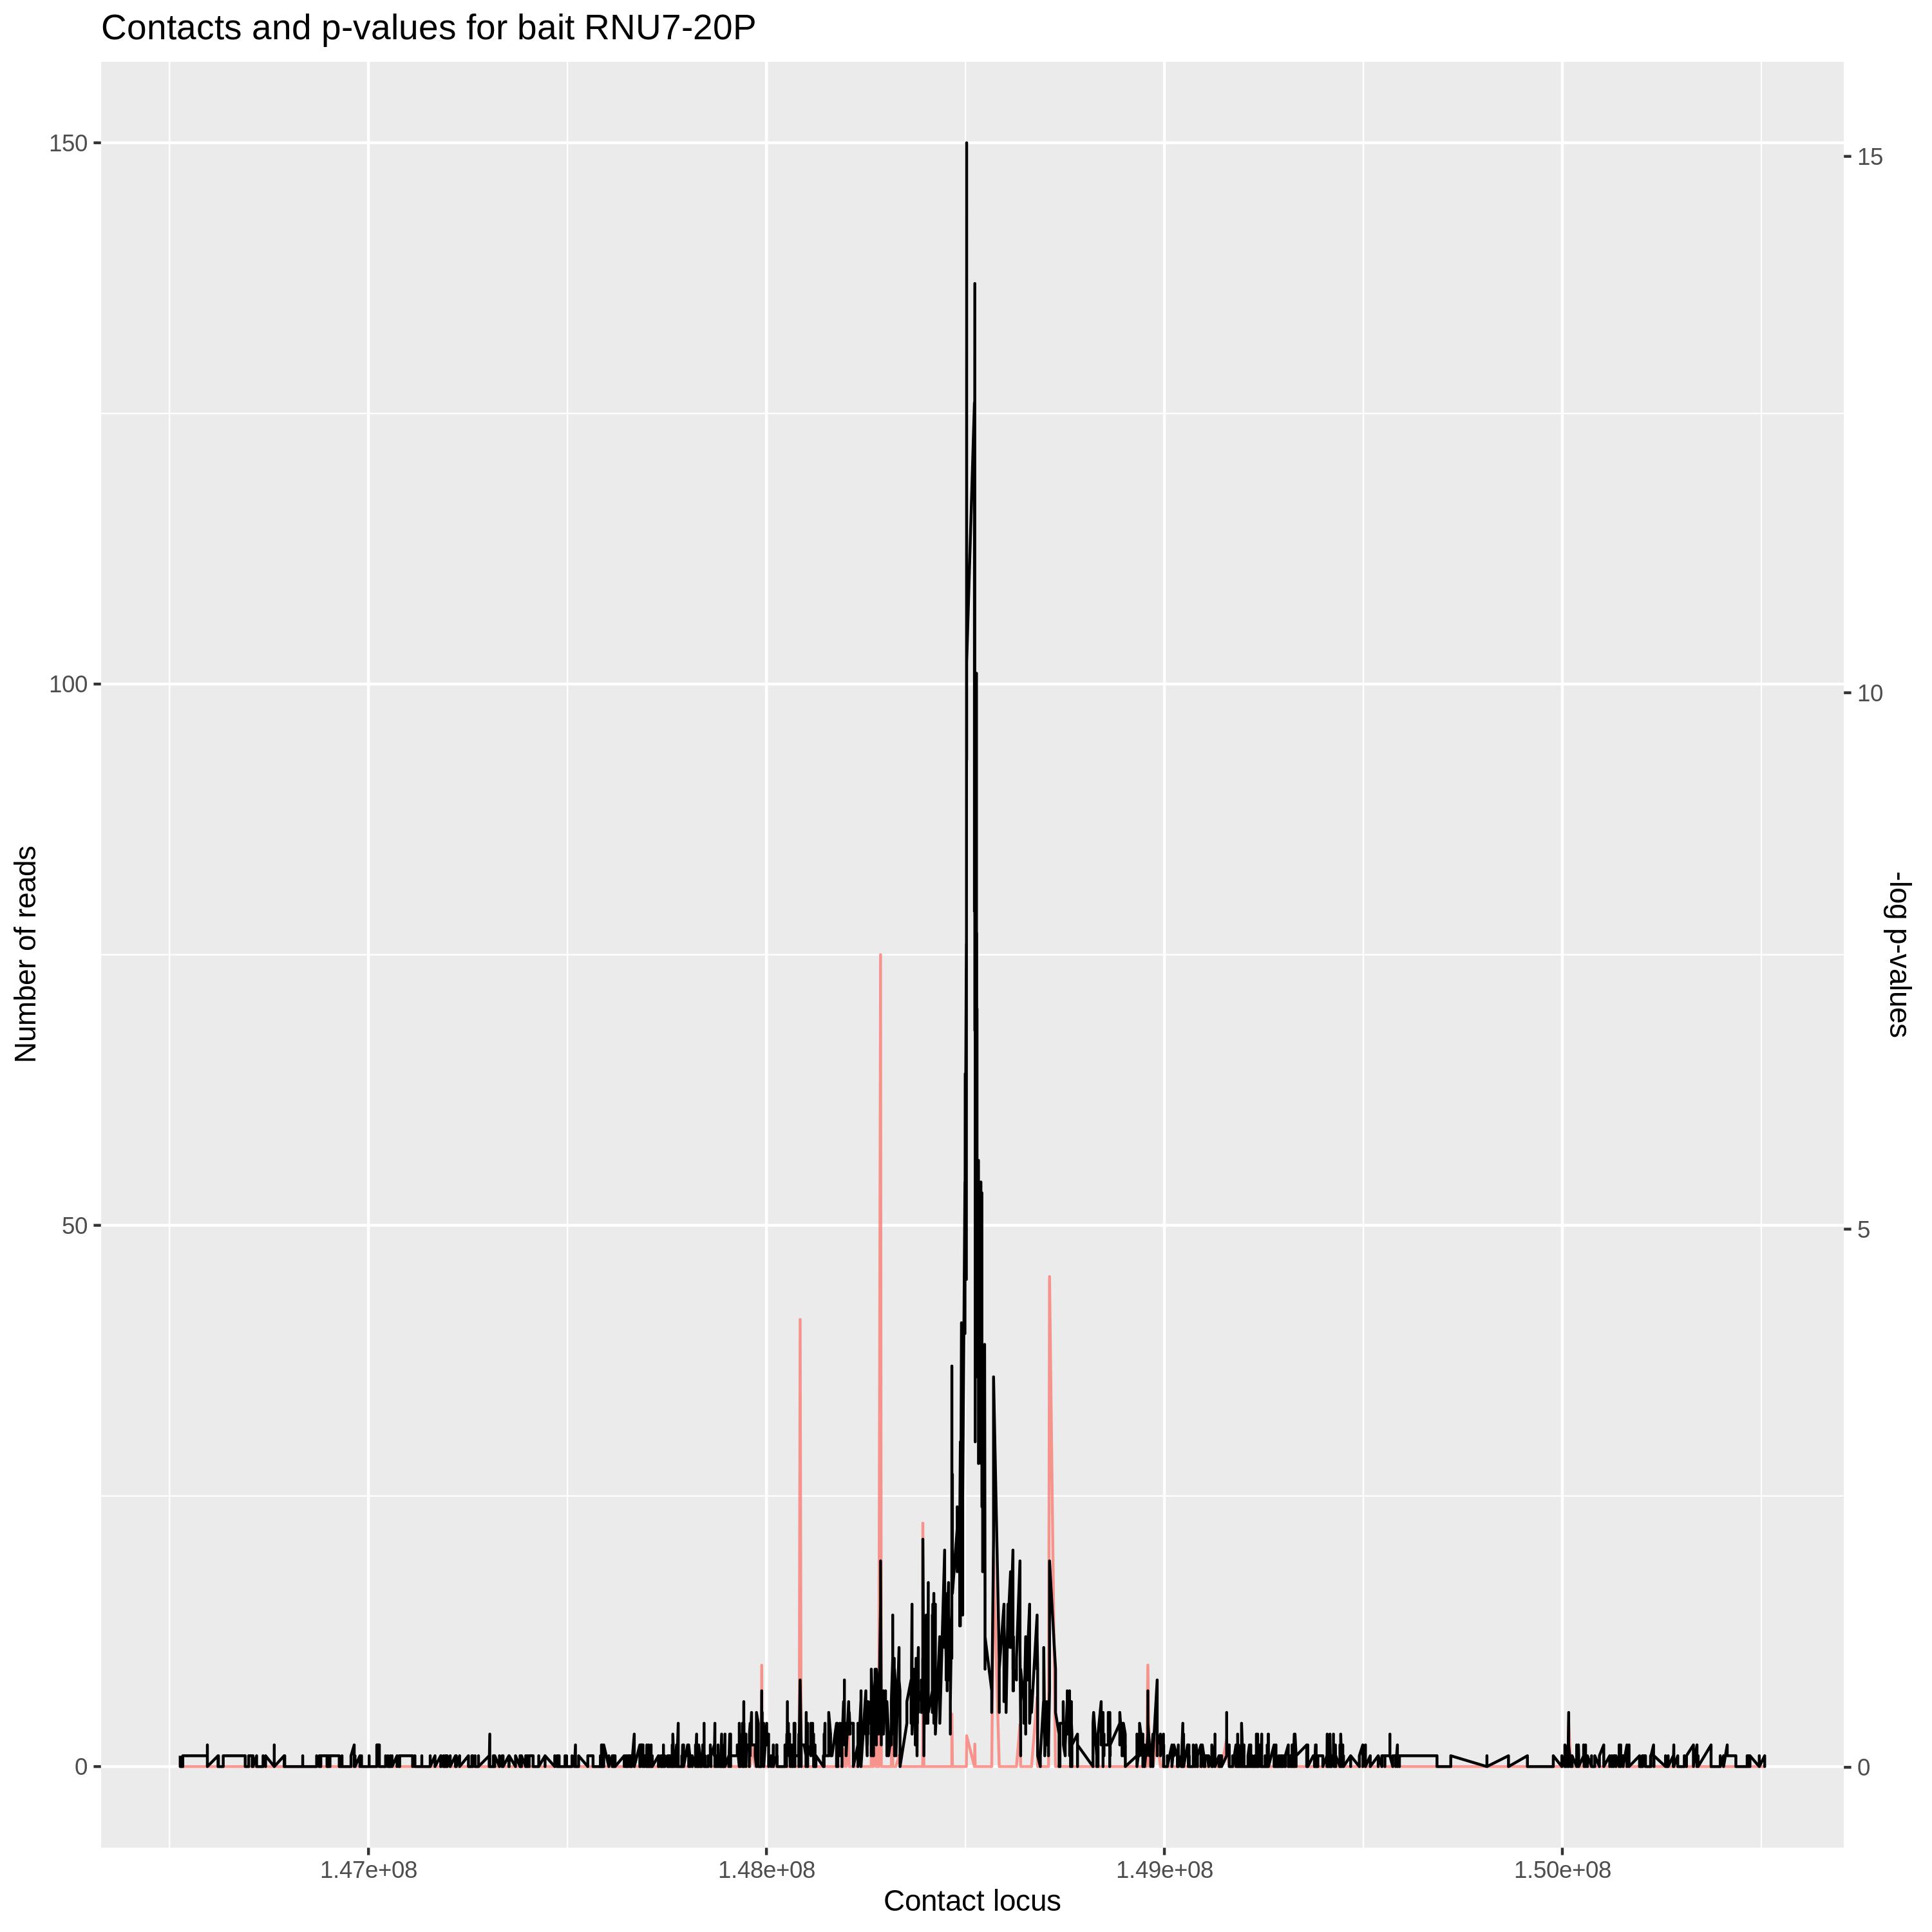 Contacts and p-values for bait RNU7-20P
150
100
50
0
15
10
5
0
Number of reads
-log p-values
1.47e+08
1.48e+08
1.49e+08
1.50e+08
Contact locus